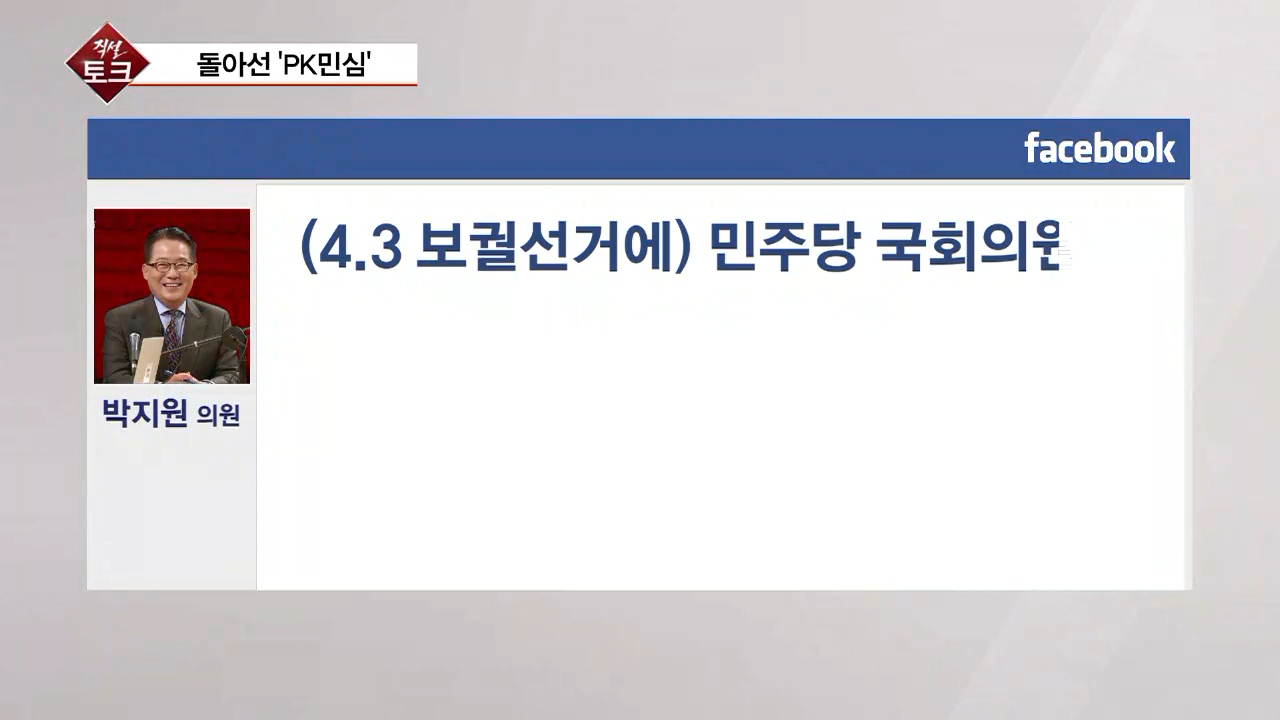 직설
토크
돌아선 'PK민심'
facebook
(4.3 보궐선거에) 민주당 국회의원
박지원 의원